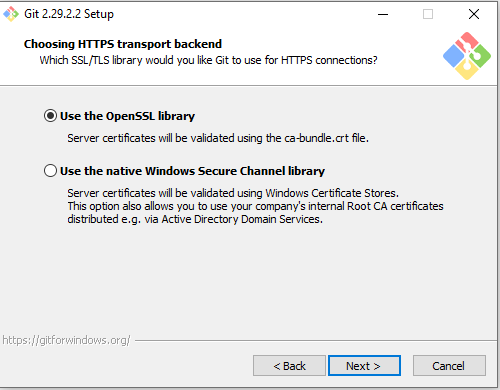 Git 2.29.2.2 Setup
Choosing HTTPS transport backend
Which SSL/TLS library would you like Git to use for HTTPS connections?
Use the OpenSSL library
Server certificates will be validated using the ca-bundle.crt file.
Use the native Windows Secure Channel library
Server certificates will be validated using Windows Certificate Stores.
This option also allows you to use your company's internal Root CA certificates
distributed e.g. via Active Directory Domain Services.
https://gitforwindows.org/
< Back
Next >
Cancel